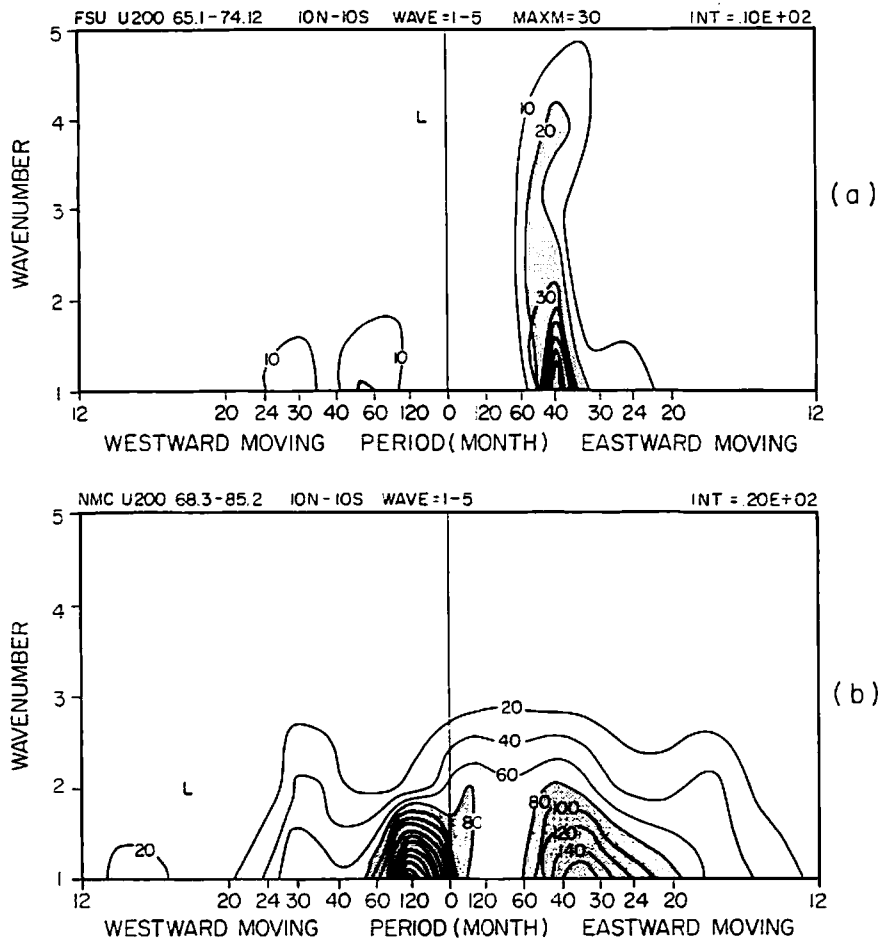 FSU U200 65.1-74.12 10N-10S WAVE=1-5 MAXM=30 INT=.10E+02
5
4
3
2
1
WAVENUMBER
L
10
10
10
20
30
(a)
12 20 24 30 40 60 120 0 120 60 40 30 24 20 12
WESTWARD MOVING PERIOD(MONTH) EASTWARD MOVING
NMC U200 68.3-85.2 10N-10S WAVE=1-5 INT=.20E+02
5
4
3
2
1
WAVENUMBER
L
20
20
40
60
80
80
100
120
140
(b)
12 20 24 30 40 60 120 0 120 60 40 30 24 20 12
WESTWARD MOVING PERIOD(MONTH) EASTWARD MOVING